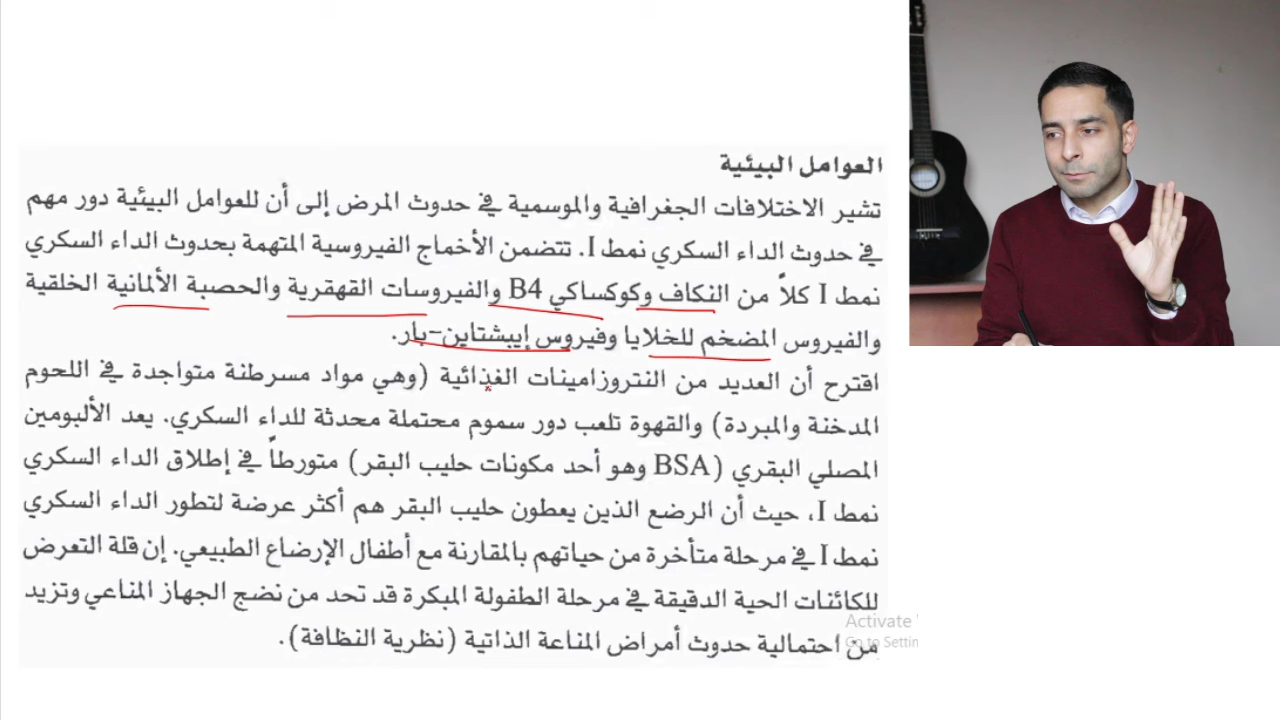 العوامل البيئية
تشير الاختلافات الجغرافية والموسمية في حدوث المرض إلى أن للعوامل البيئية دور مهم
في حدوث الداء السكري نمط I. تتضمن الأخماج الفيروسية المتهمة بحدوث الداء السكري
نمط I كلاً من النكاف وكوكساكي B4 والفيروسات القهقرية والحصبة الألمانية الخلقية
والفيروس المضخم للخلايا وفيروس إيبشتاين-بار.
اقترح أن العديد من النتروزامينات الغذائية (وهي مواد مسرطنة متواجدة في اللحوم
المدخنة والمبردة) والقهوة تلعب دور سموم محتملة محدثة للداء السكري. يعد الألبومين
المصلي البقري (BSA وهو أحد مكونات حليب البقر) متورطاً في إطلاق الداء السكري
نمط I، حيث أن الرضع الذين يعطون حليب البقر هم أكثر عرضة لتطور الداء السكري
نمط I في مرحلة متأخرة من حياتهم بالمقارنة مع أطفال الإرضاع الطبيعي. إن قلة التعرض
للكائنات الحية الدقيقة في مرحلة الطفولة المبكرة قد تحد من نضج الجهاز المناعي وتزيد
من احتمالية حدوث أمراض المناعة الذاتية (نظرية النظافة).
Activate
Go to Settin